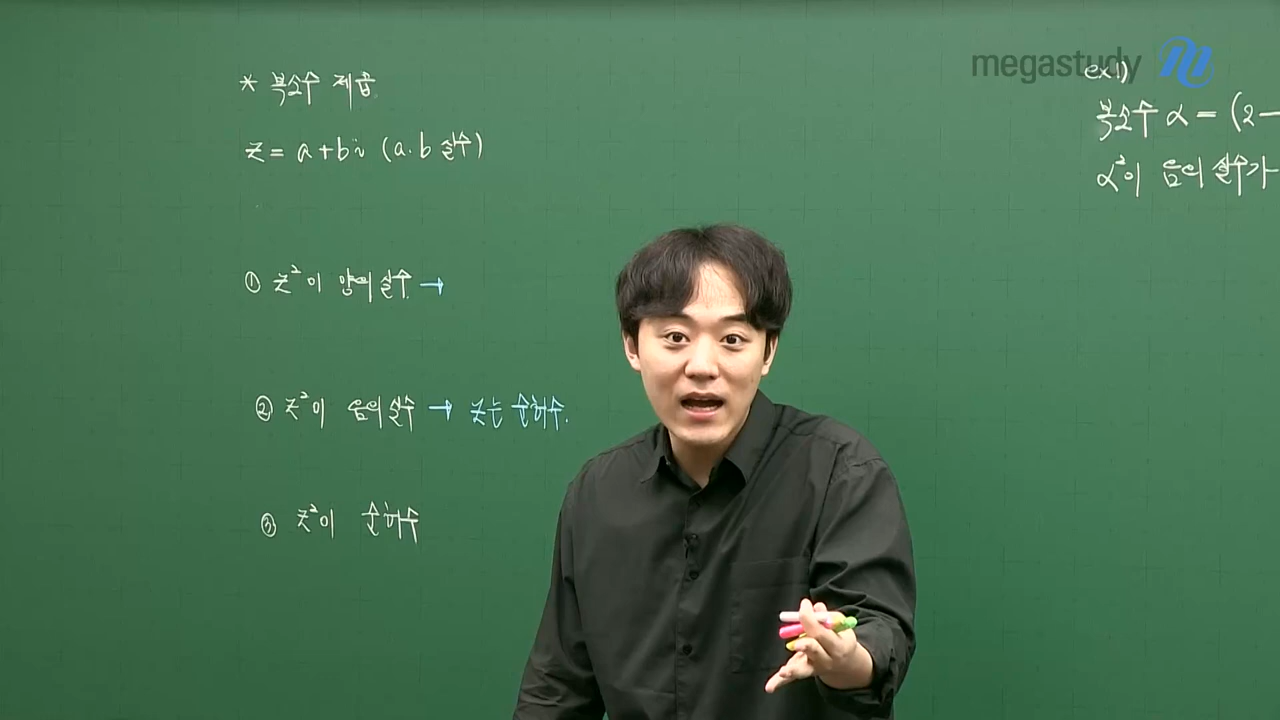 * 복소수 제곱
z = a+bi (a.b 실수)
① z²이 양의 실수 →
② z²이 음의 실수 → z는 순허수.
③ z²이 순허수
megastudy
ex1)
복소수 α = (2-
α²이 음의 실수가